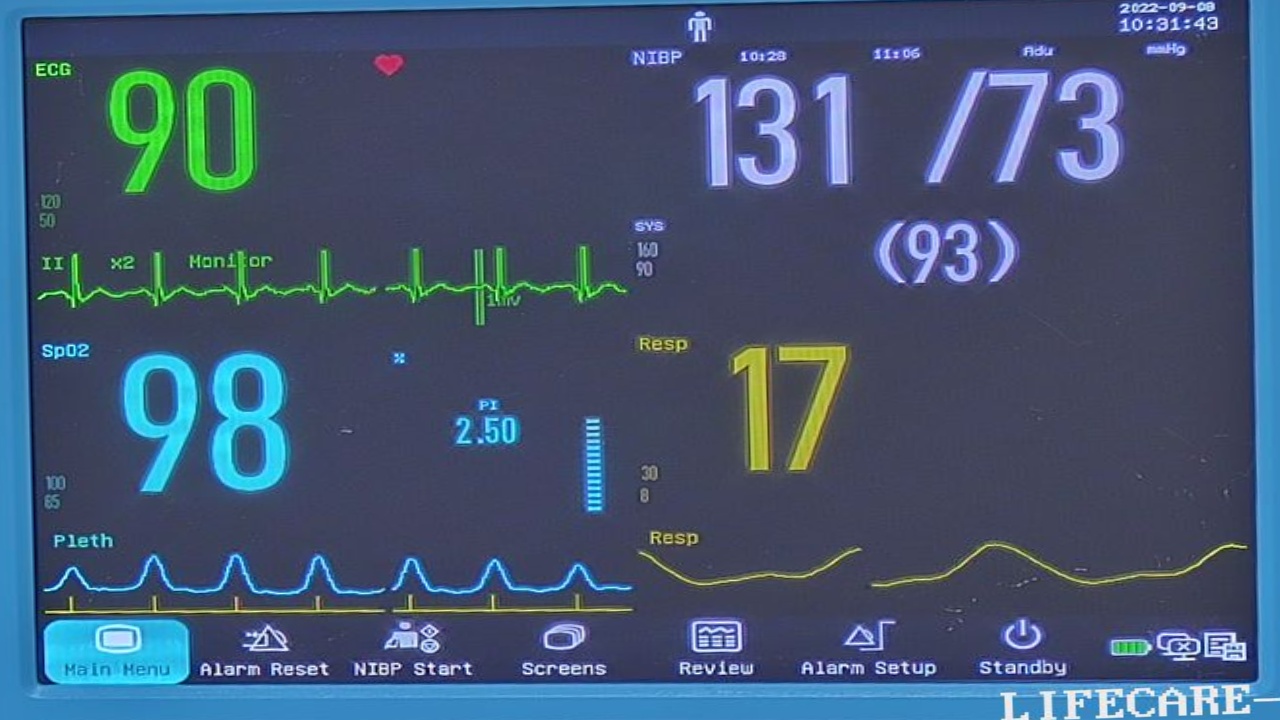 2022-09-08
10:31:43
ECG
90
120
50
NIBP 10:28 11:06 Adu mmHg
131 /73
(93)
SYS
160
90
II x2 Monitor
1mv
SpO2
98
%
PI
2.50
100
85
Resp
17
30
8
Pleth
Resp
Main Menu
Alarm Reset
NIBP Start
Screens
Review
Alarm Setup
Standby
LIFECARE